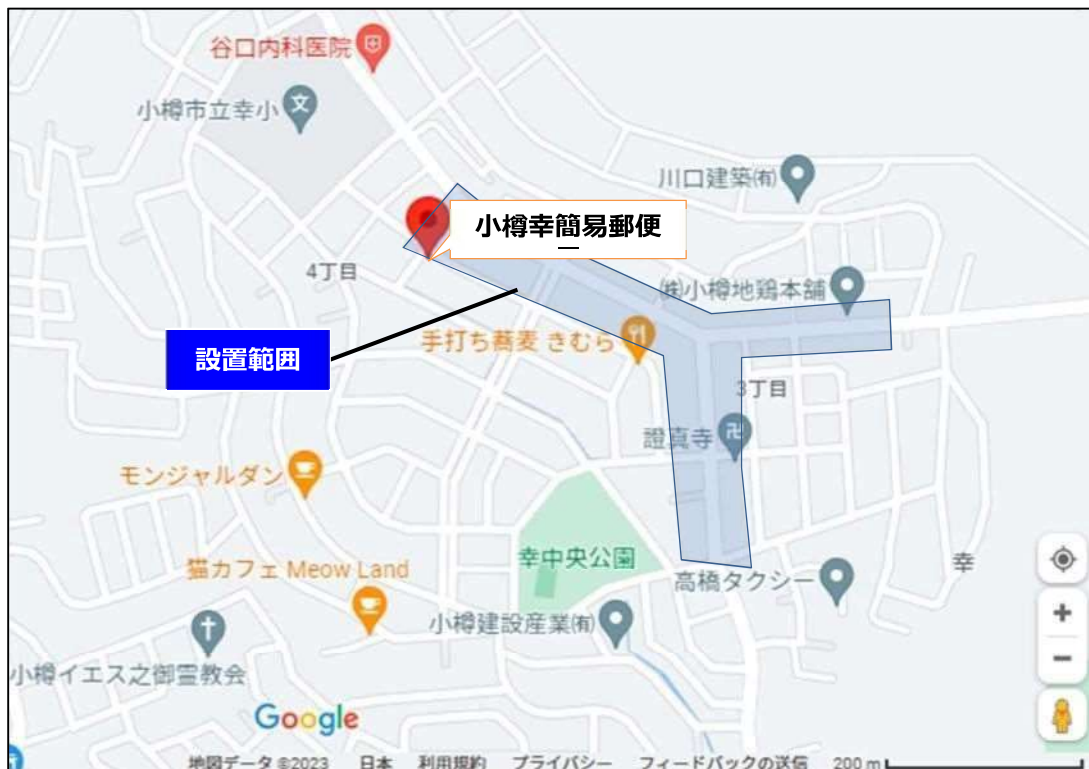 谷口内科医院
小樽市立幸小
川口建築㈲
小樽幸簡易郵便
4丁目
㈱小樽地鶏本舗
設置範囲
手打ち蕎麦 きむら
3丁目
證真寺
モンジャルダン
幸中央公園
幸
猫カフェ Meow Land
高橋タクシー
小樽建設産業㈲
小樽イエス之御霊教会
Google
地図データ ©2023 日本 利用規約 プライバシー フィードバックの送信 200 m